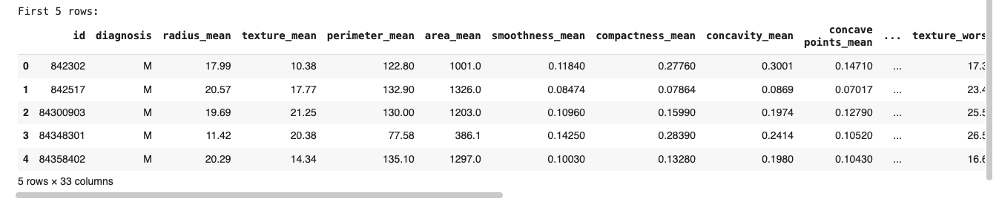 First 5 rows:
id diagnosis radius_mean texture_mean perimeter_mean area_mean smoothness_mean compactness_mean concavity_mean concave points_mean ... texture_wors
0 842302 M 17.99 10.38 122.80 1001.0 0.11840 0.27760 0.3001 0.14710 ... 17.3
1 842517 M 20.57 17.77 132.90 1326.0 0.08474 0.07864 0.0869 0.07017 ... 23.4
2 84300903 M 19.69 21.25 130.00 1203.0 0.10960 0.15990 0.1974 0.12790 ... 25.5
3 84348301 M 11.42 20.38 77.58 386.1 0.14250 0.28390 0.2414 0.10520 ... 26.5
4 84358402 M 20.29 14.34 135.10 1297.0 0.10030 0.13280 0.1980 0.10430 ... 16.6
5 rows × 33 columns